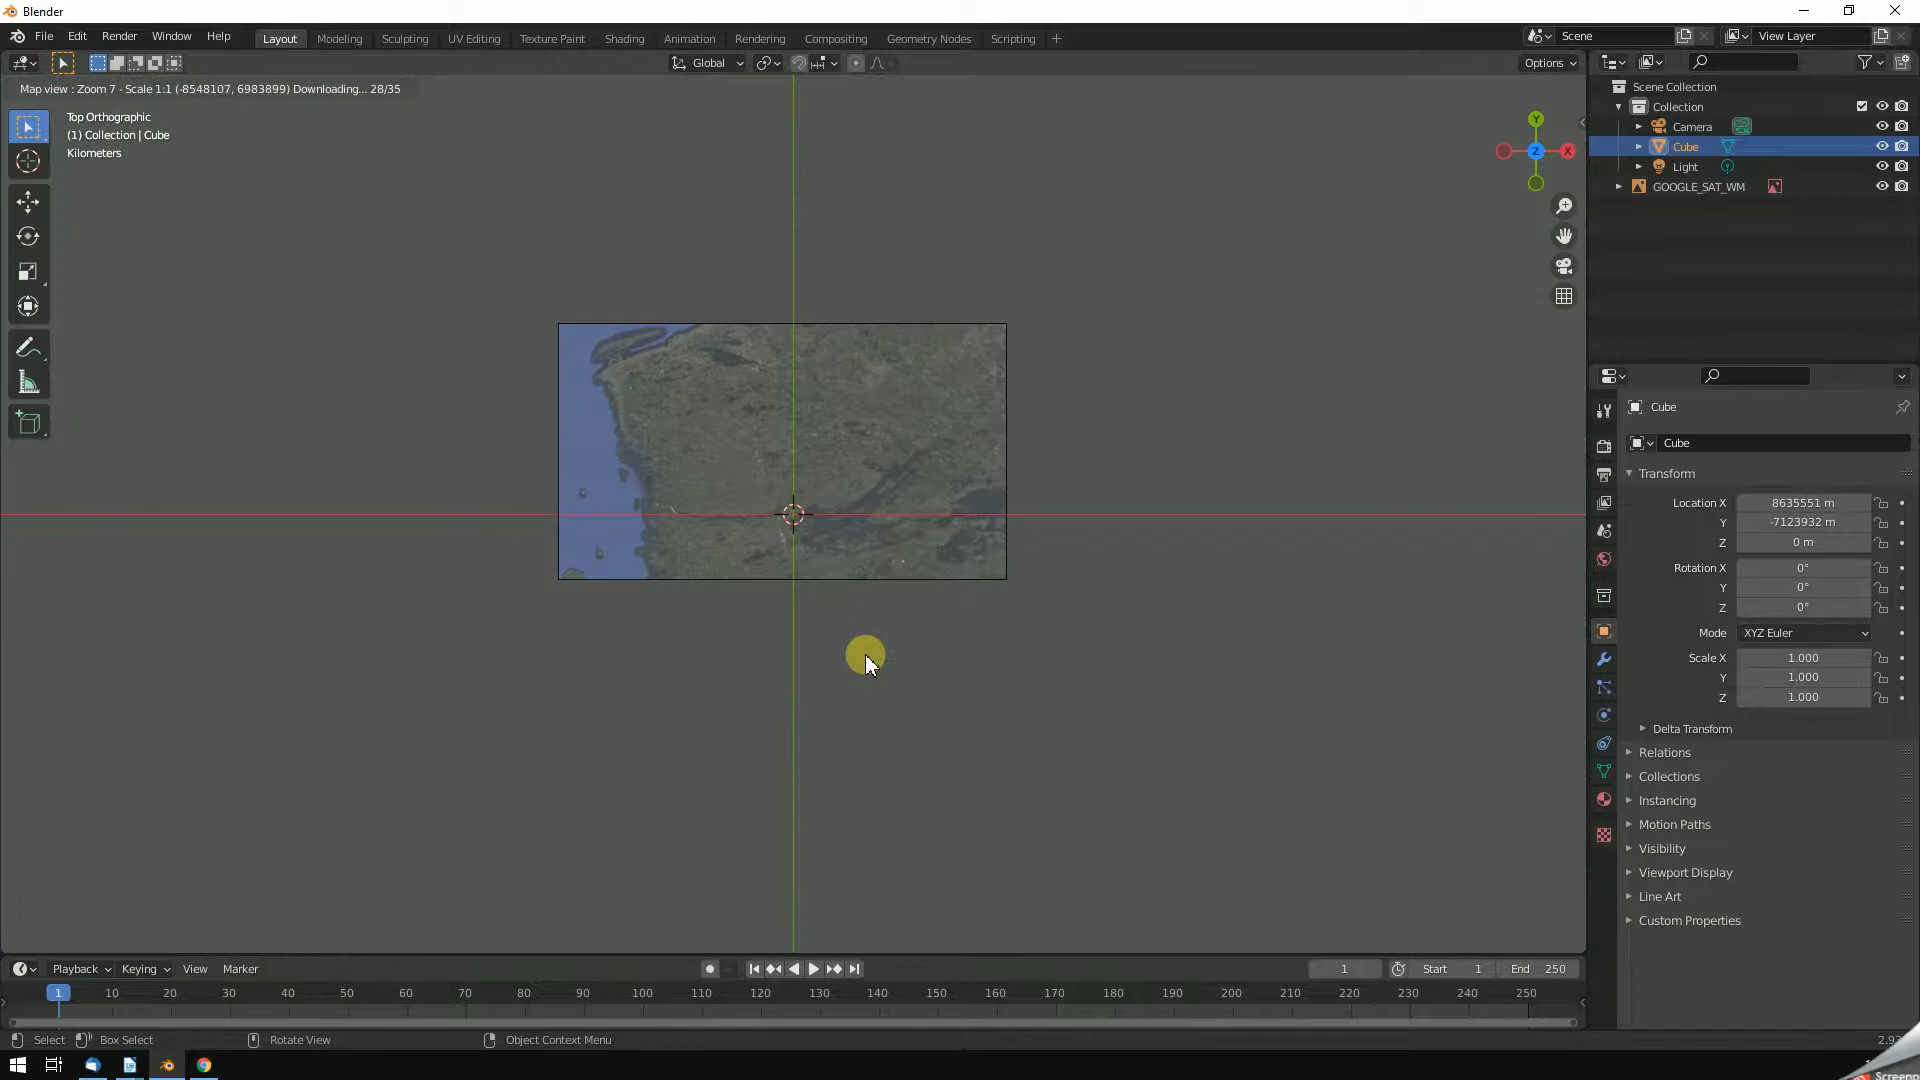 Blender
File Edit Render Window Help
Layout Modeling Sculpting UV Editing Texture Paint Shading Animation Rendering Compositing Geometry Nodes Scripting +
Scene
View Layer
Global
Options
Map view : Zoom 7 - Scale 1:1 (-8548107, 6983899) Downloading... 28/35
Top Orthographic
(1) Collection | Cube
Kilometers
Y
Z
X
Scene Collection
Collection
Camera
Cube
Light
GOOGLE_SAT_WM
Cube
Cube
Transform
Location X 8635551 m
Y -7123932 m
Z 0 m
Rotation X 0°
Y 0°
Z 0°
Mode XYZ Euler
Scale X 1.000
Y 1.000
Z 1.000
Delta Transform
Relations
Collections
Instancing
Motion Paths
Visibility
Viewport Display
Line Art
Custom Properties
Playback Keying View Marker
1
Start 1
End 250
1 10 20 30 40 50 60 70 80 90 100 110 120 130 140 150 160 170 180 190 200 210 220 230 240 250
Select Box Select Rotate View Object Context Menu